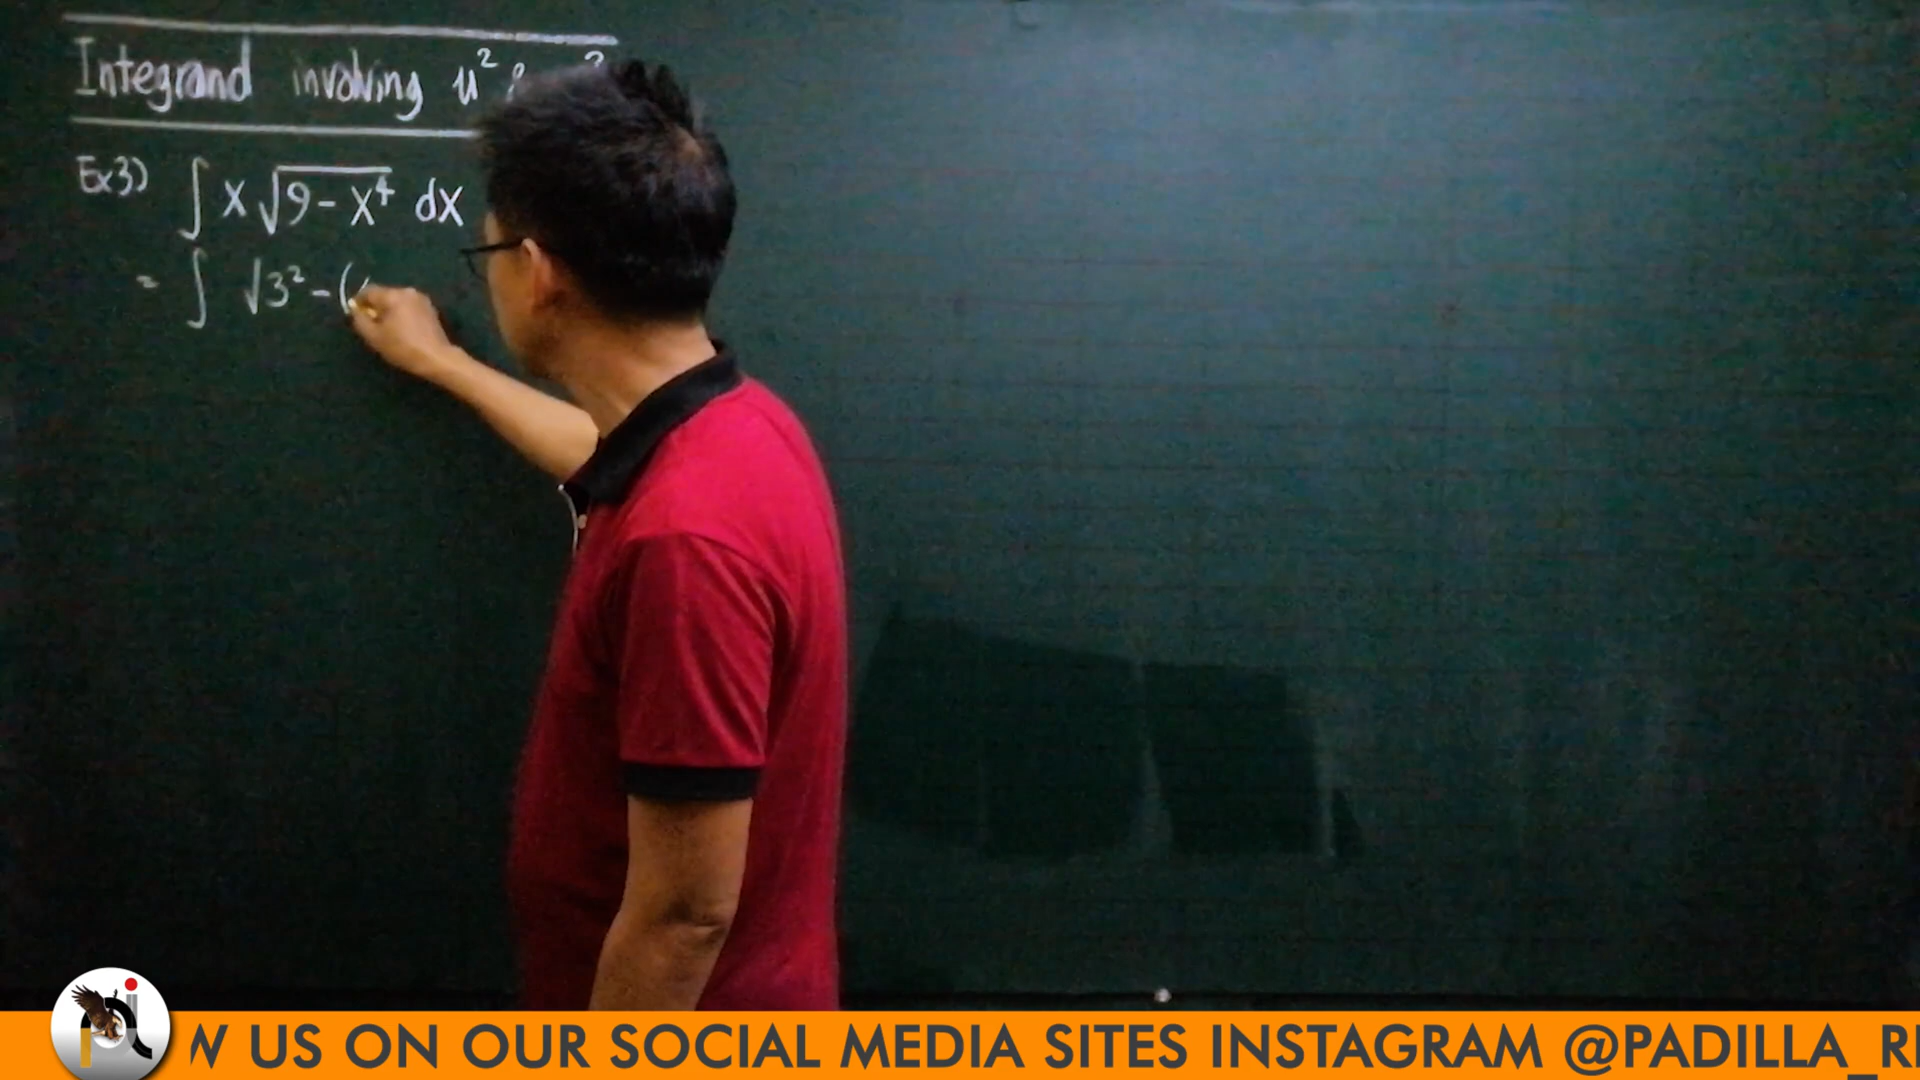 Integrand involving u²
Ex3) ∫ x √9 - x⁴ dx
= ∫ √3² - (
W US ON OUR SOCIAL MEDIA SITES INSTAGRAM @PADILLA_R